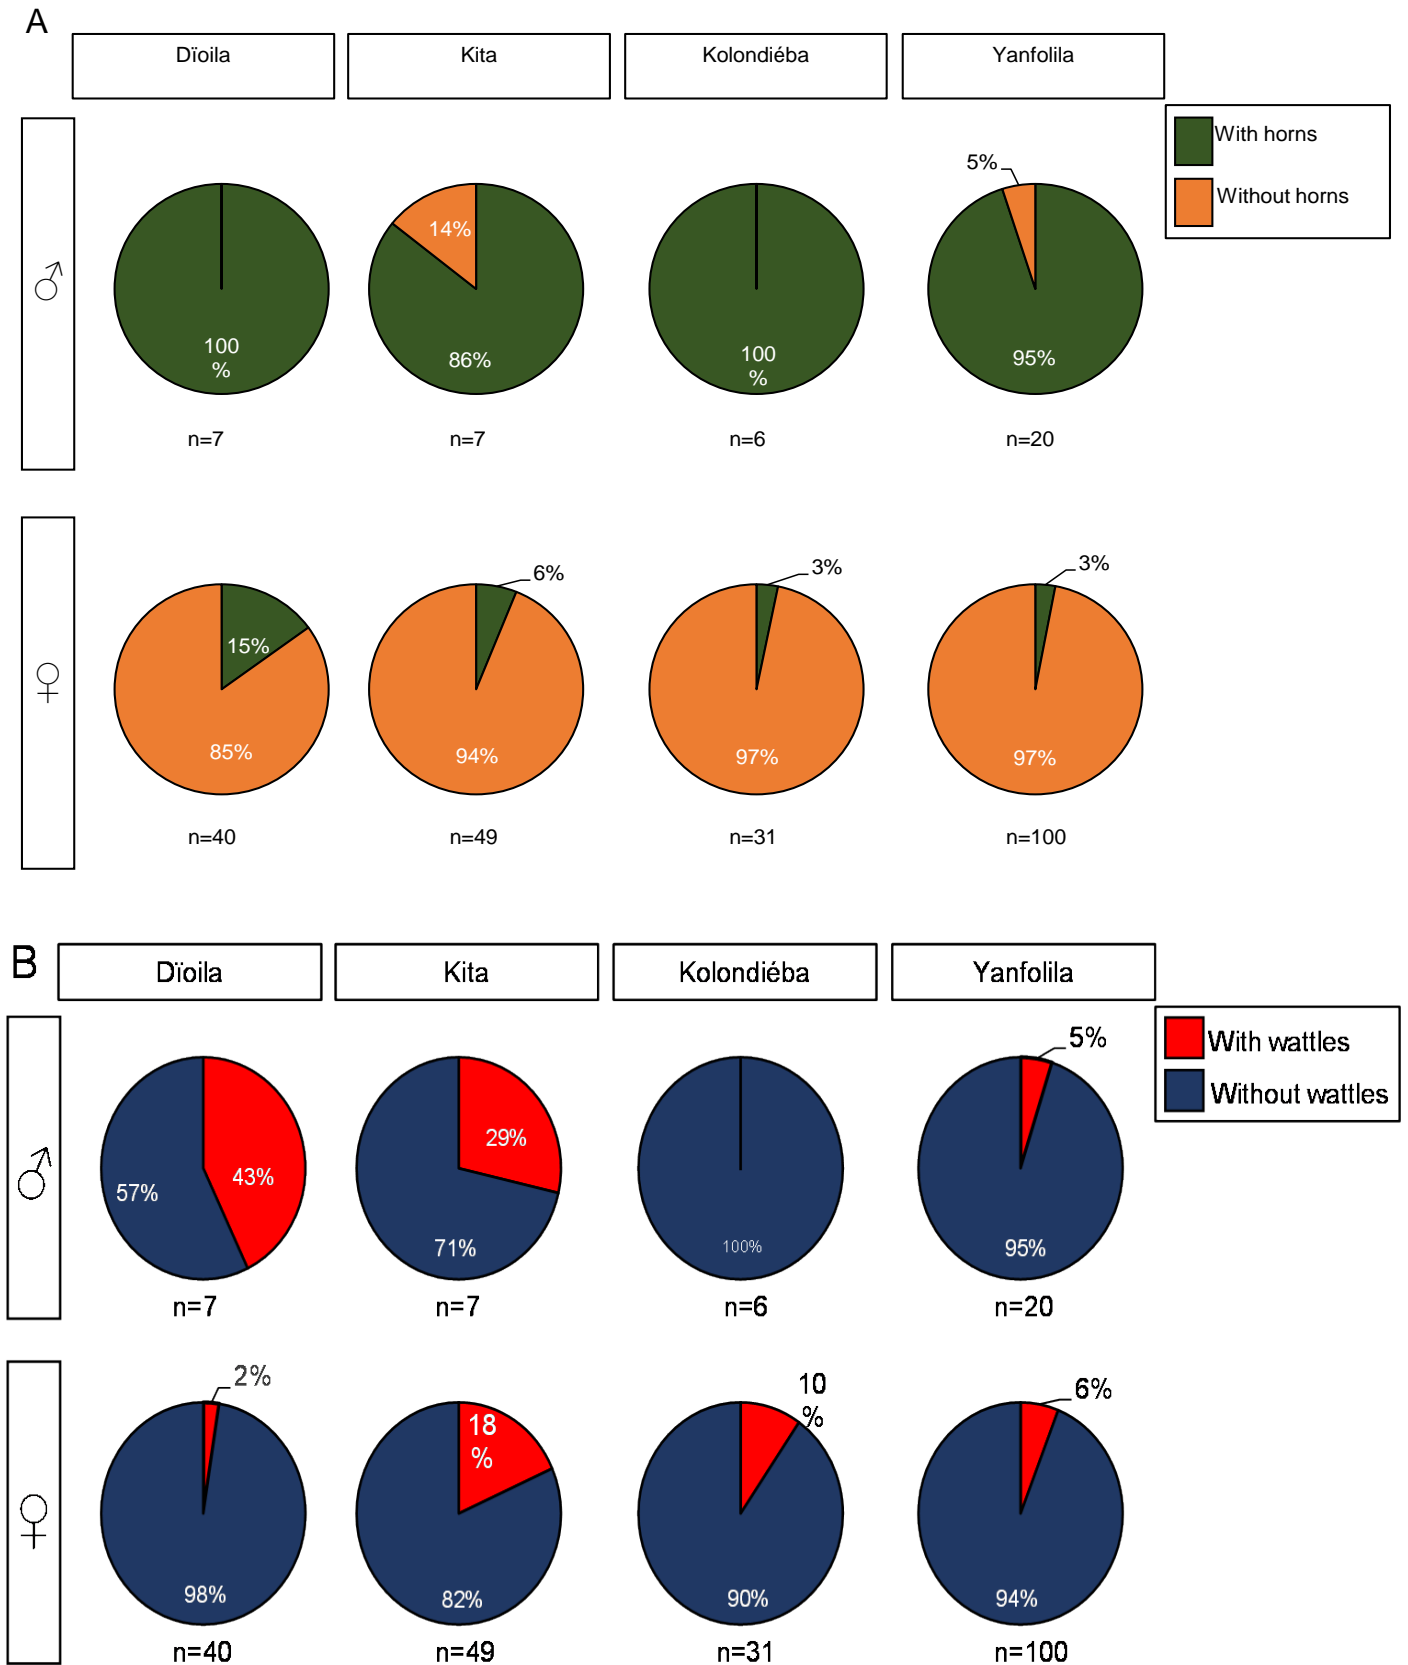 A
Dïoila
Kita
Kolondiéba
Yanfolila
With horns
Without horns
♂
100
%
14%
86%
100
%
5%
95%
n=7
n=7
n=6
n=20
♀
15%
85%
6%
94%
3%
97%
3%
97%
n=40
n=49
n=31
n=100
B
Dïoila
Kita
Kolondiéba
Yanfolila
With wattles
Without wattles
♂
57%
43%
29%
71%
100%
5%
95%
n=7
n=7
n=6
n=20
♀
2%
98%
18
%
82%
10
%
90%
6%
94%
n=40
n=49
n=31
n=100